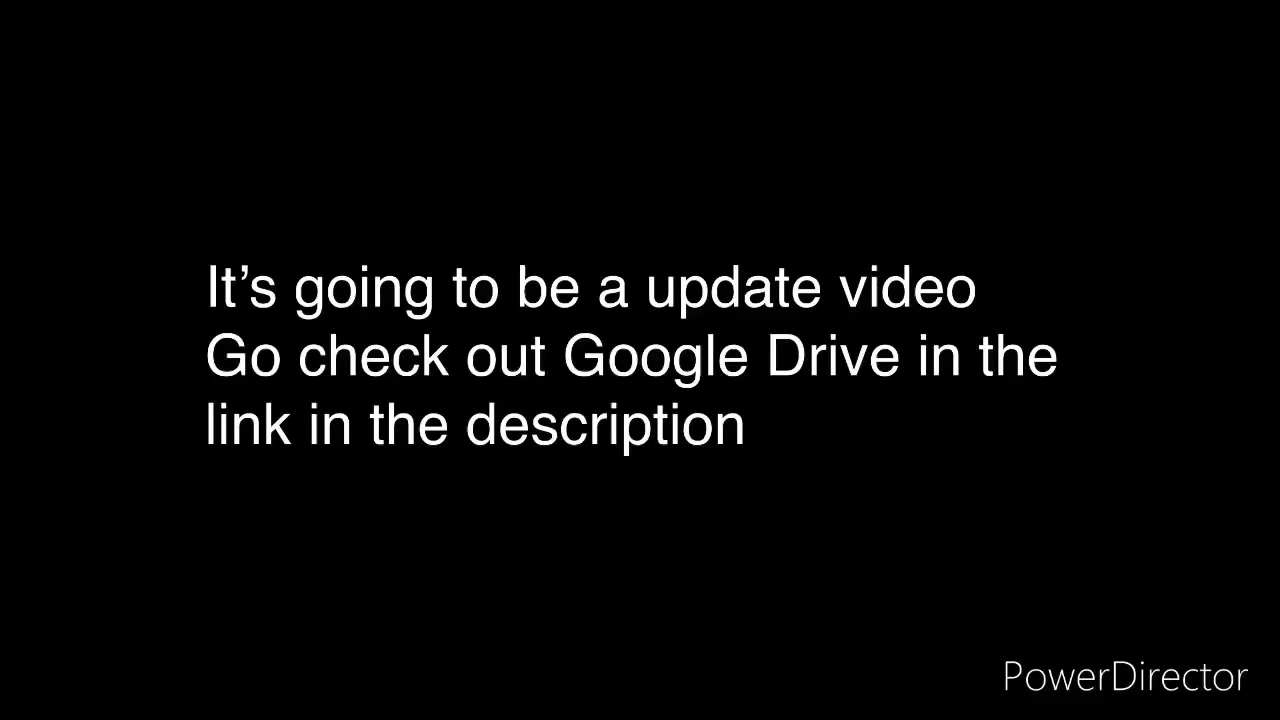 It’s going to be a update video
Go check out Google Drive in the
link in the description
PowerDirector